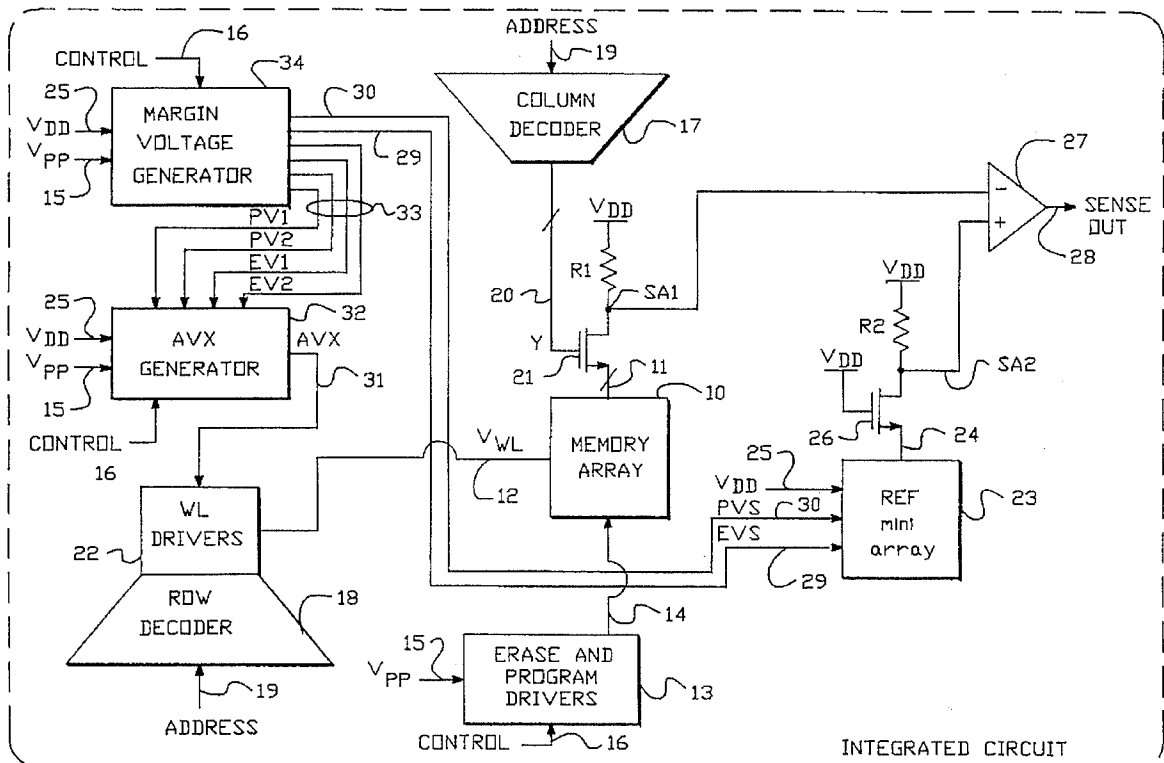 16
ADDRESS
19
CONTROL
34
25
30
MARGIN
VOLTAGE
GENERATOR
COLUMN
DECODER
17
VDD
29
VPP
15
27
33
PV1
PV2
EV1
EV2
VDD
R1
-
+
SENSE
OUT
28
20
SA1
VDD
25
32
VDD
AVX
GENERATOR
AVX
Y
21
11
R2
VPP
15
31
10
VDD
SA2
CONTROL
16
VWL
12
MEMORY
ARRAY
26
24
25
VDD
PVS
30
EVS
29
REF
mini
array
23
WL
DRIVERS
22
ROW
DECODER
18
14
19
ADDRESS
15
VPP
ERASE AND
PROGRAM
DRIVERS
13
CONTROL
16
INTEGRATED CIRCUIT